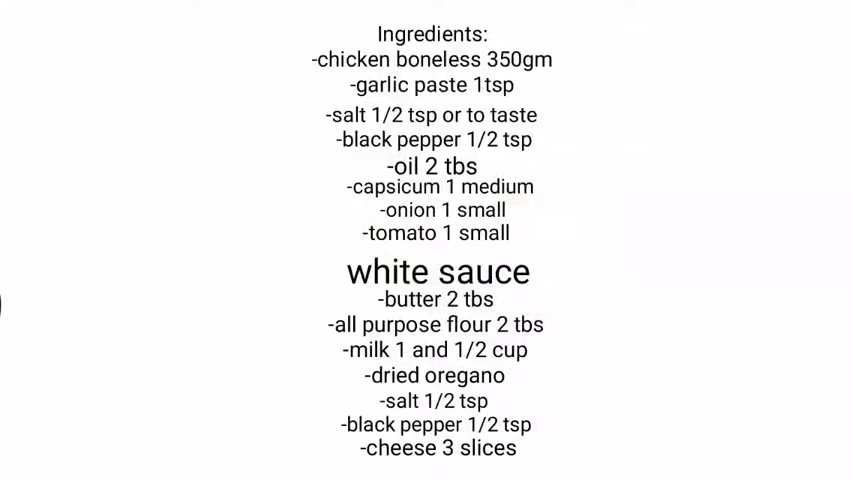 Ingredients:
-chicken boneless 350gm
-garlic paste 1tsp
-salt 1/2 tsp or to taste
-black pepper 1/2 tsp
-oil 2 tbs
-capsicum 1 medium
-onion 1 small
-tomato 1 small
white sauce
-butter 2 tbs
-all purpose flour 2 tbs
-milk 1 and 1/2 cup
-dried oregano
-salt 1/2 tsp
-black pepper 1/2 tsp
-cheese 3 slices